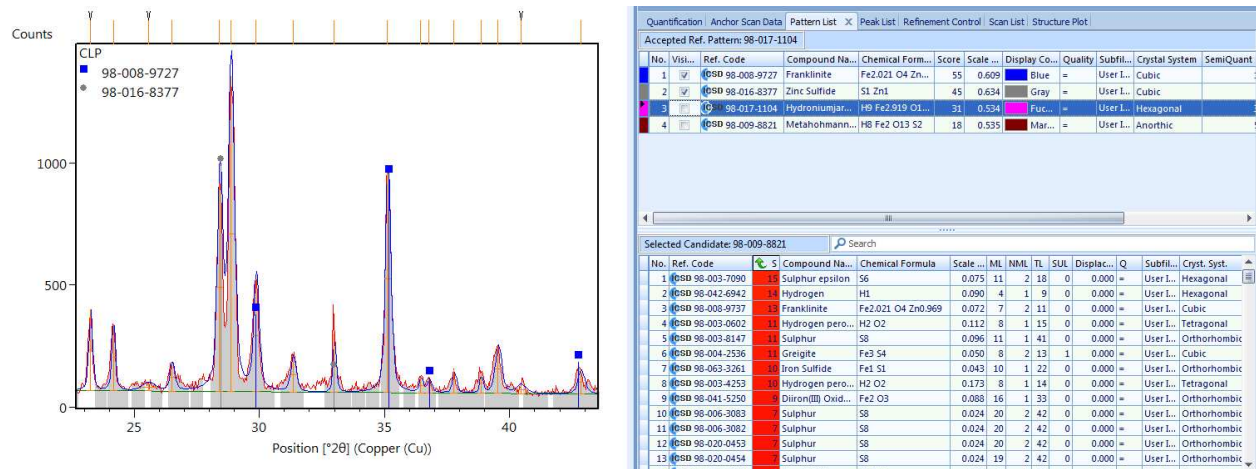 Counts
CLP
98-008-9727
98-016-8377
1000
500
0
25 30 35 40
Position [°2θ] (Copper (Cu))
Quantification Anchor Scan Data Pattern List X Peak List Refinement Control Scan List Structure Plot
Accepted Ref. Pattern: 98-017-1104
No. Visi... Ref. Code Compound Na... Chemical Form... Score Scale ... Display Co... Quality Subfil... Crystal System SemiQuant
1 ICSD 98-008-9727 Franklinite Fe2.021 O4 Zn... 55 0.609 Blue = User I... Cubic
2 ICSD 98-016-8377 Zinc Sulfide S1 Zn1 45 0.634 Gray = User I... Cubic
3 ICSD 98-017-1104 Hydroniumjar... H9 Fe2.919 O1... 31 0.534 Fuc... = User I... Hexagonal
4 ICSD 98-009-8821 Metahohmann... H8 Fe2 O13 S2 18 0.535 Mar... = User I... Anorthic
Selected Candidate: 98-009-8821 Search
No. Ref. Code S Compound Na... Chemical Formula Scale ... ML NML TL SUL Displac... Q Subfil... Cryst. Syst.
1 ICSD 98-003-7090 15 Sulphur epsilon S6 0.075 11 2 18 0 0.000 = User I... Hexagonal
2 ICSD 98-042-6942 14 Hydrogen H1 0.090 4 1 9 0 0.000 = User I... Hexagonal
3 ICSD 98-008-9737 13 Franklinite Fe2.021 O4 Zn0.969 0.072 7 2 11 0 0.000 = User I... Cubic
4 ICSD 98-003-0602 11 Hydrogen pero... H2 O2 0.112 8 1 15 0 0.000 = User I... Tetragonal
5 ICSD 98-003-8147 11 Sulphur S8 0.096 11 1 41 0 0.000 = User I... Orthorhombic
6 ICSD 98-004-2536 11 Greigite Fe3 S4 0.050 8 2 13 1 0.000 = User I... Cubic
7 ICSD 98-063-3261 10 Iron Sulfide Fe1 S1 0.043 10 1 22 0 0.000 = User I... Orthorhombic
8 ICSD 98-003-4253 10 Hydrogen pero... H2 O2 0.173 8 1 14 0 0.000 = User I... Tetragonal
9 ICSD 98-041-5250 9 Diiron(III) Oxid... Fe2 O3 0.088 16 1 33 0 0.000 = User I... Orthorhombic
10 ICSD 98-006-3083 7 Sulphur S8 0.024 20 2 42 0 0.000 = User I... Orthorhombic
11 ICSD 98-006-3082 7 Sulphur S8 0.024 20 2 42 0 0.000 = User I... Orthorhombic
12 ICSD 98-020-0453 7 Sulphur S8 0.024 20 2 42 0 0.000 = User I... Orthorhombic
13 ICSD 98-020-0454 7 Sulphur S8 0.024 19 2 42 0 0.000 = User I... Orthorhombic